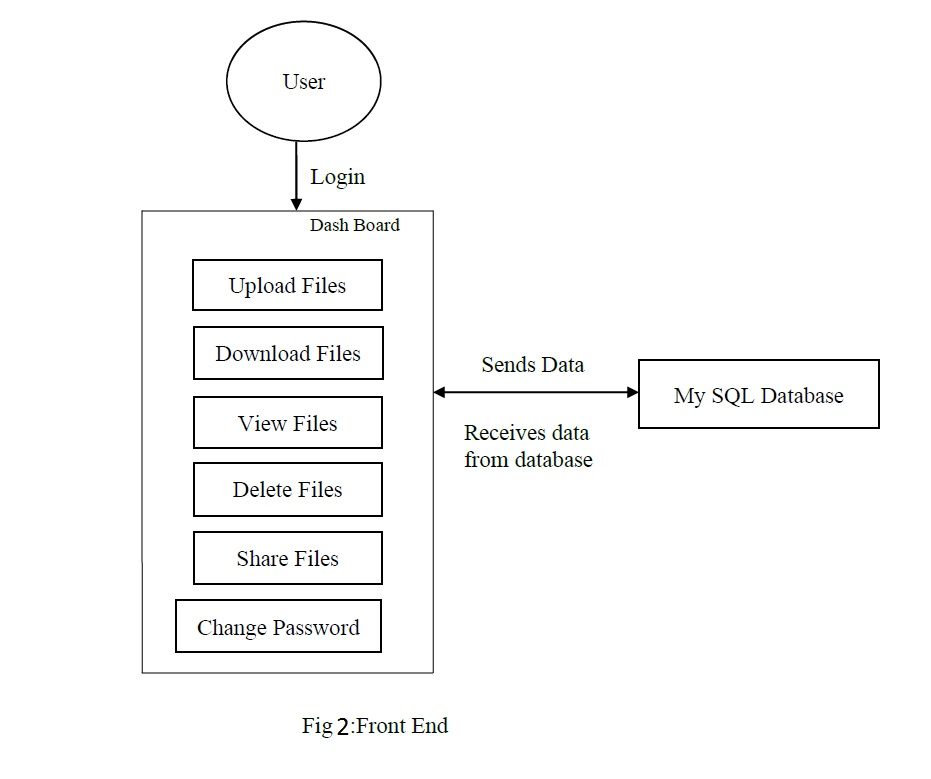 User
Login
Dash Board
Upload Files
Download Files
View Files
Delete Files
Share Files
Change Password
Sends Data
Receives data
from database
My SQL Database
Fig 2:Front End